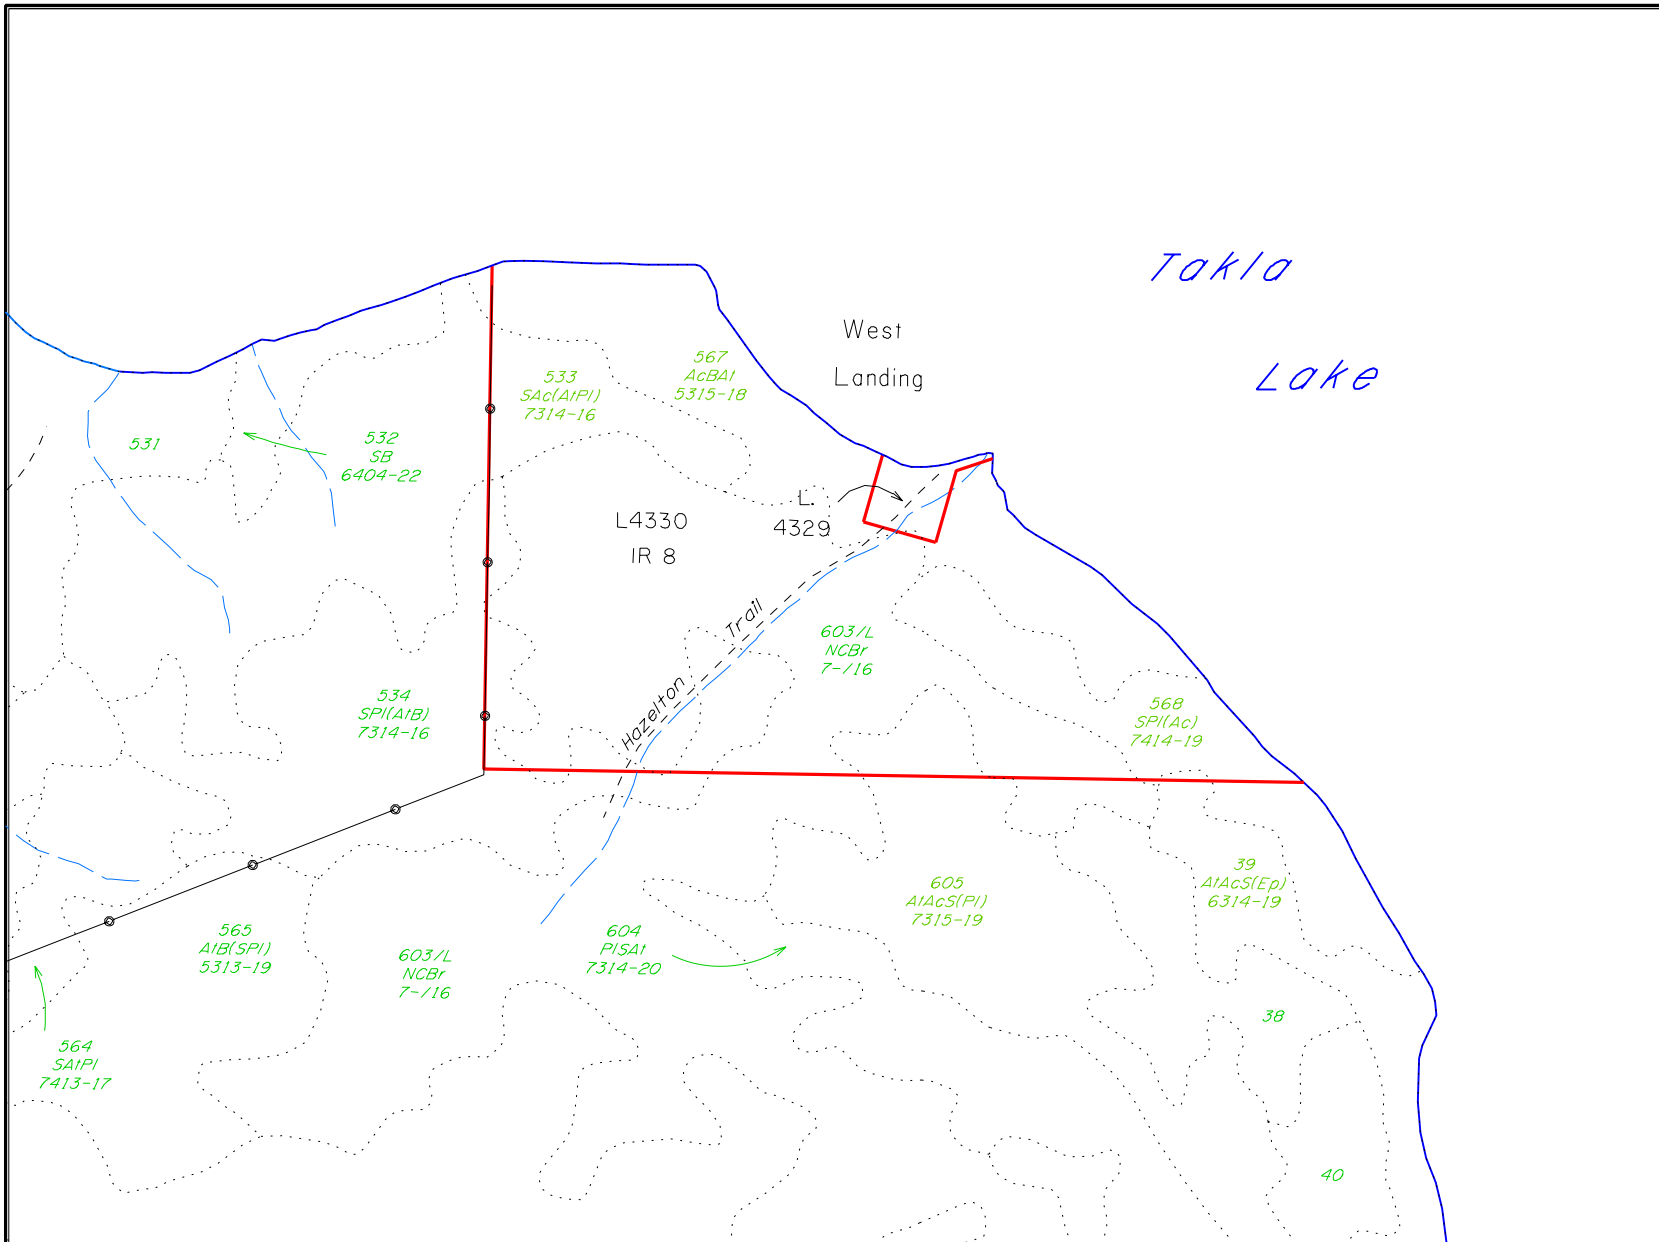 Takla
Lake
West
Landing
567
AcBAt
5315-18
533
SAc(AtPl)
7314-16
531
532
SB
6404-22
L4330
IR 8
L.
4329
Hazelton Trail
603/L
NCBr
7-/16
534
SPl(AtB)
7314-16
568
SPl(Ac)
7414-19
39
AtAcS(Ep)
6314-19
605
AtAcS(Pl)
7315-19
565
AtB(SPl)
5313-19
603/L
NCBr
7-/16
604
PlSAt
7314-20
38
564
SAtPl
7413-17
40